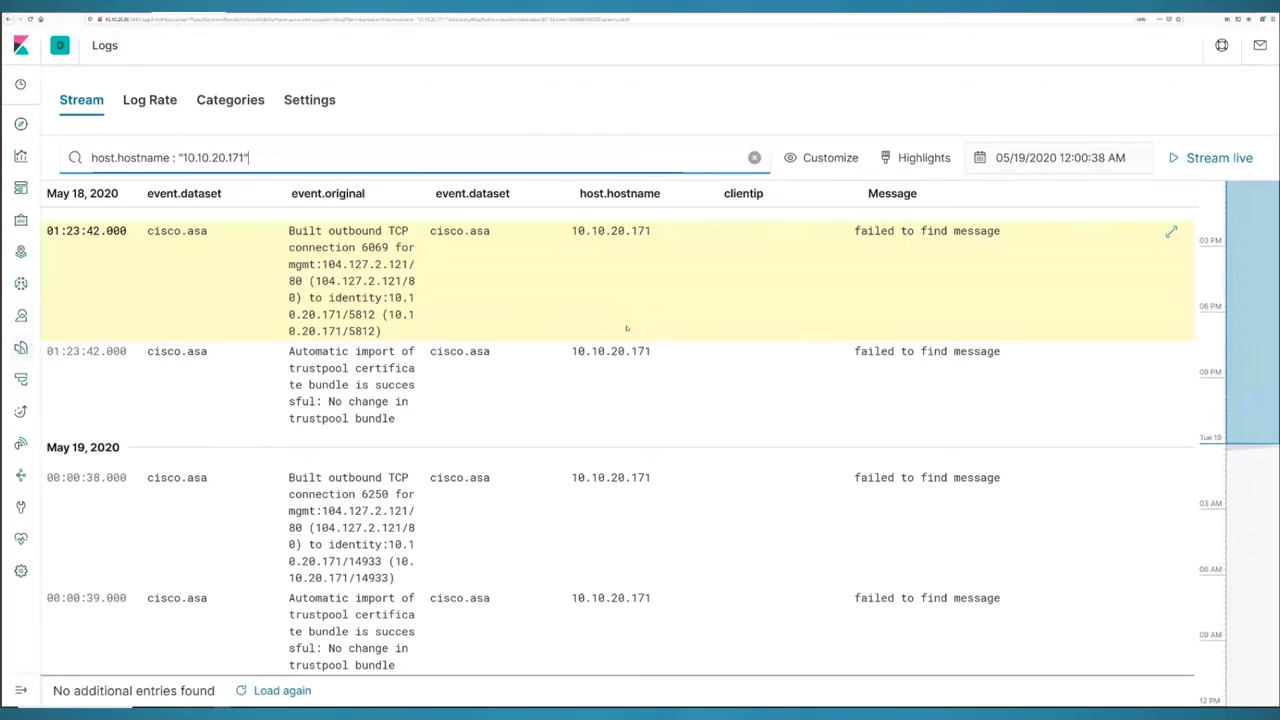 D
Logs
Stream
Log Rate
Categories
Settings
host.hostname : "10.10.20.171"
Customize
Highlights
05/19/2020 12:00:38 AM
Stream live
May 18, 2020
event.dataset
event.original
event.dataset
host.hostname
clientip
Message
01:23:42.000
cisco.asa
Built outbound TCP
connection 6069 for
mgmt:104.127.2.121/
80 (104.127.2.121/8
0) to identity:10.1
0.20.171/5812 (10.1
0.20.171/5812)
cisco.asa
10.10.20.171
failed to find message
01:23:42.000
cisco.asa
Automatic import of
trustpool certifica
te bundle is succes
sful: No change in
trustpool bundle
cisco.asa
10.10.20.171
failed to find message
May 19, 2020
00:00:38.000
cisco.asa
Built outbound TCP
connection 6250 for
mgmt:104.127.2.121/
80 (104.127.2.121/8
0) to identity:10.1
0.20.171/14933 (10.
10.20.171/14933)
cisco.asa
10.10.20.171
failed to find message
00:00:39.000
cisco.asa
Automatic import of
trustpool certifica
te bundle is succes
sful: No change in
trustpool bundle
cisco.asa
10.10.20.171
failed to find message
03 PM
06 PM
09 PM
Tue 19
03 AM
06 AM
09 AM
12 PM
No additional entries found
Load again